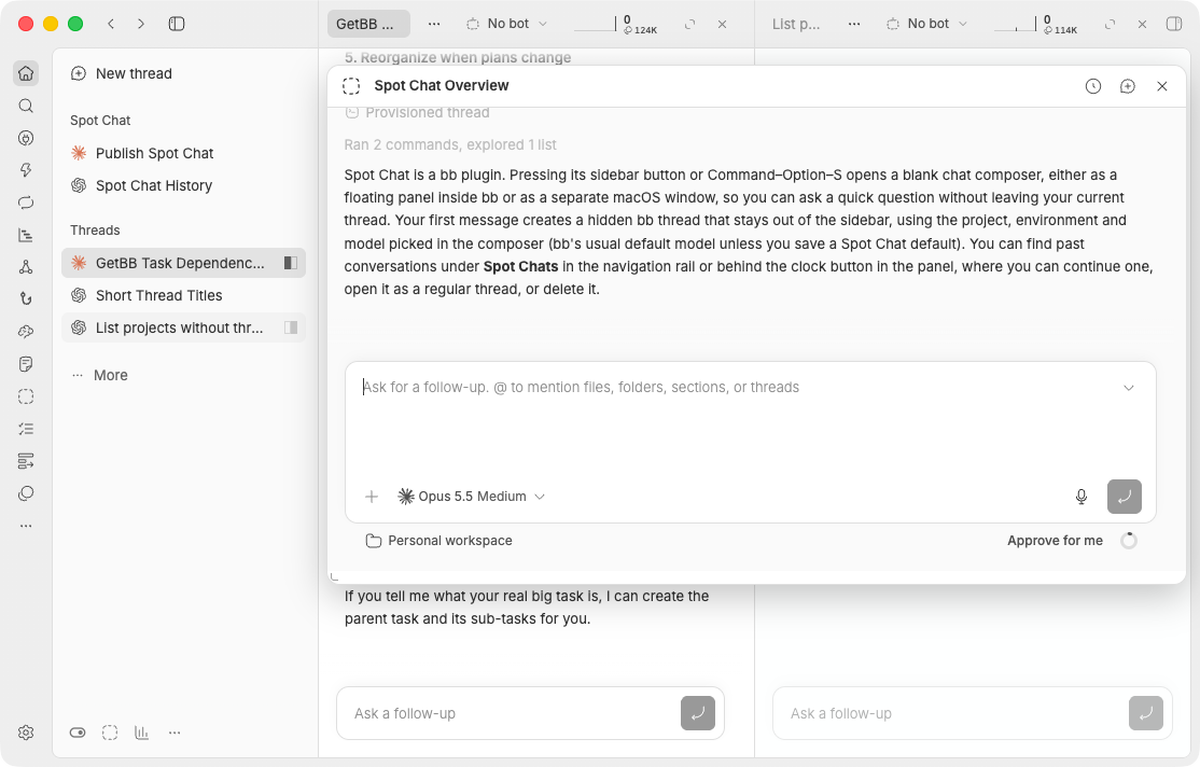 GetBB ...
No bot
0
124K
List p...
No bot
0
114K
New thread
Spot Chat
Publish Spot Chat
Spot Chat History
Threads
GetBB Task Dependenc...
Short Thread Titles
List projects without thr...
More
5. Reorganize when plans change
Spot Chat Overview
Provisioned thread
Ran 2 commands, explored 1 list
Spot Chat is a bb plugin. Pressing its sidebar button or Command–Option–S opens a blank chat composer, either as a
floating panel inside bb or as a separate macOS window, so you can ask a quick question without leaving your current
thread. Your first message creates a hidden bb thread that stays out of the sidebar, using the project, environment and
model picked in the composer (bb's usual default model unless you save a Spot Chat default). You can find past
conversations under Spot Chats in the navigation rail or behind the clock button in the panel, where you can continue one,
open it as a regular thread, or delete it.
Ask for a follow-up. @ to mention files, folders, sections, or threads
Opus 5.5 Medium
Personal workspace
Approve for me
If you tell me what your real big task is, I can create the
parent task and its sub-tasks for you.
Ask a follow-up
Ask a follow-up